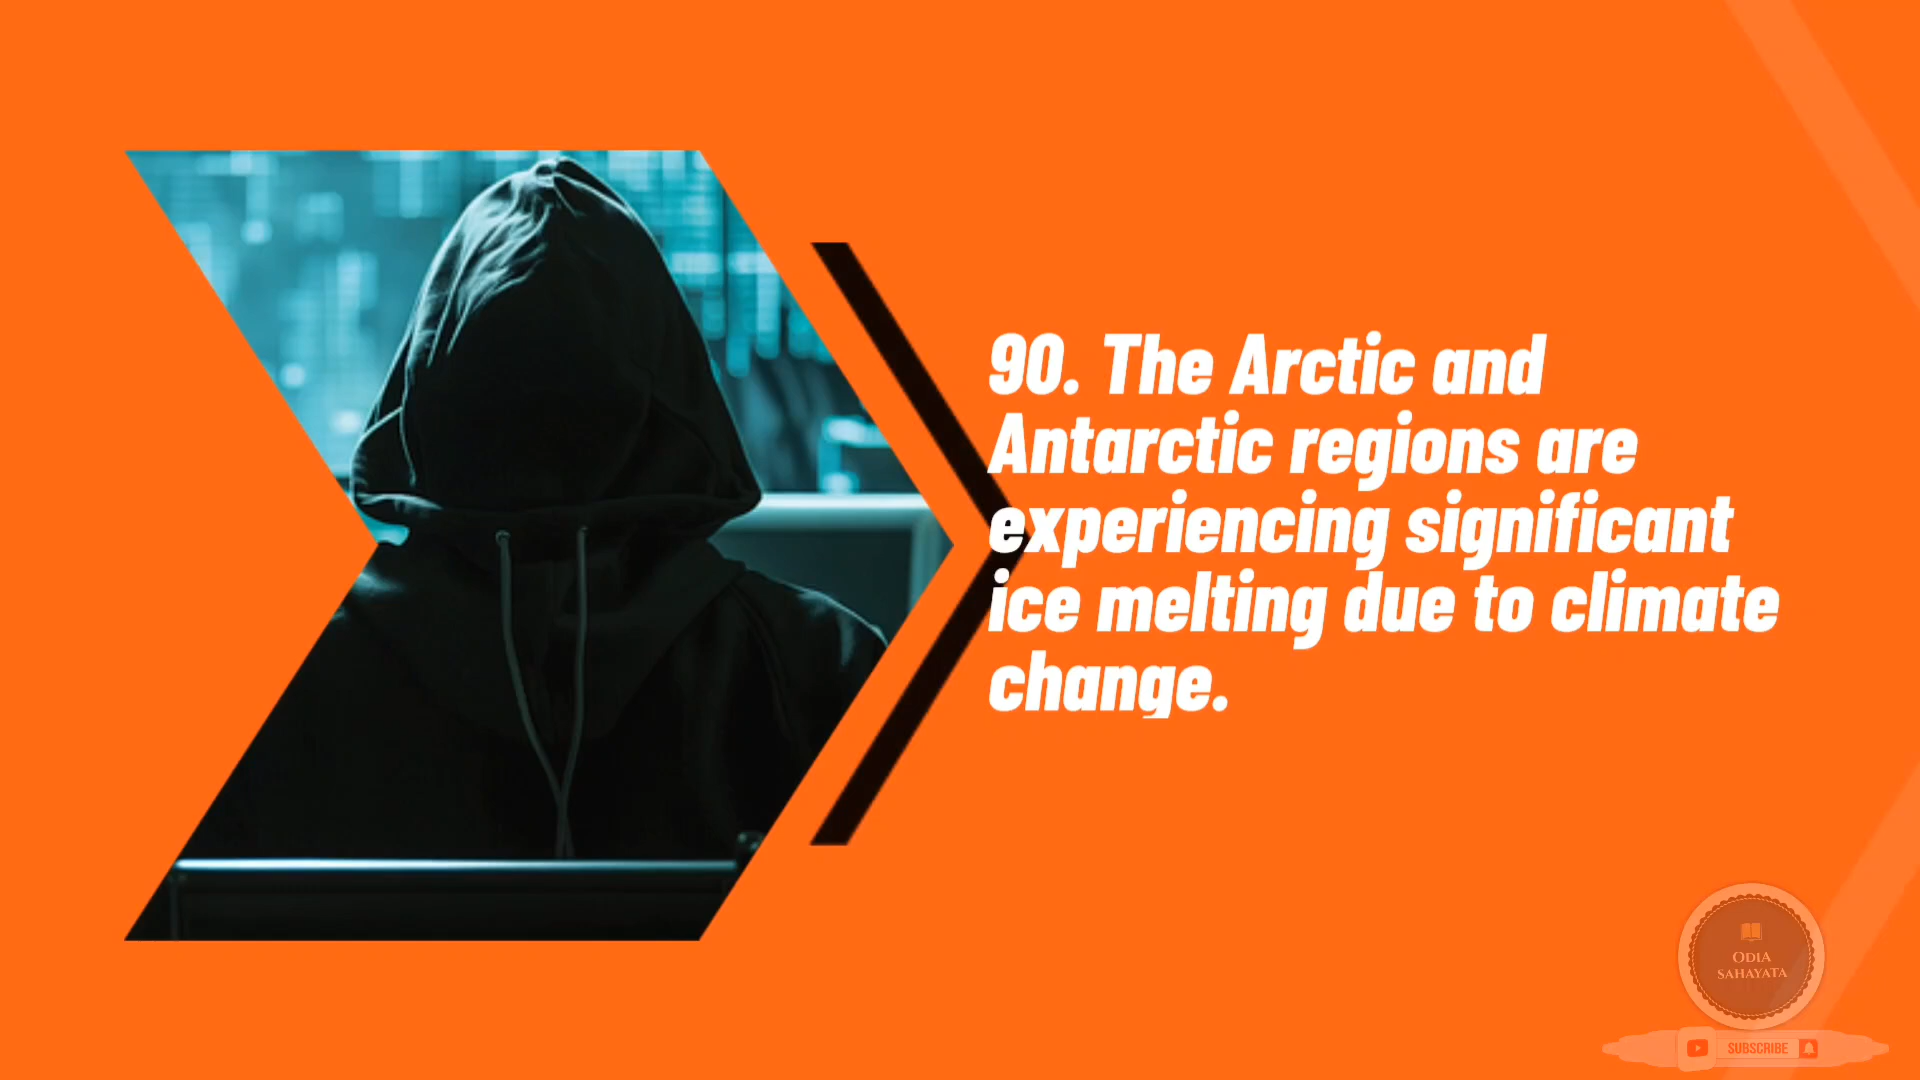 90. The Arctic and
Antarctic regions are
experiencing significant
ice melting due to climate
change.
ODIA
SAHAYATA
SUBSCRIBE